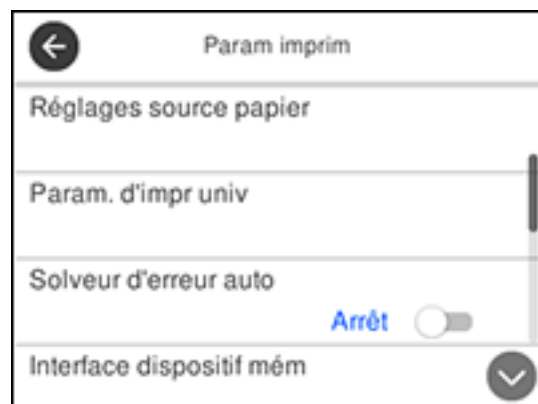 Param imprim
Réglages source papier
Param. d'impr univ
Solveur d'erreur auto
Arrêt
Interface dispositif mém